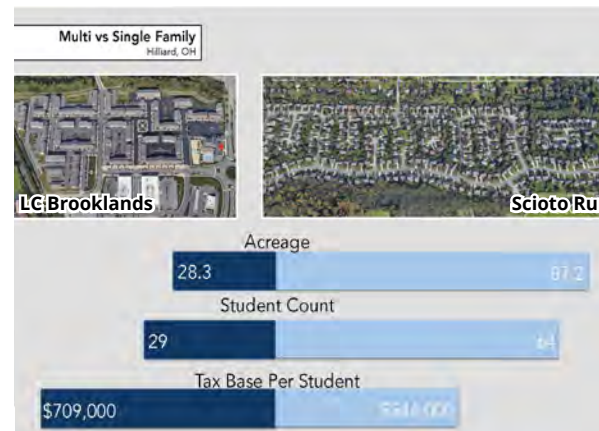 Multi vs Single Family
Hilliard, OH
LC Brooklands
Scioto Ru
Acreage
28.3
87.2
Student Count
29
64
Tax Base Per Student
$709,000